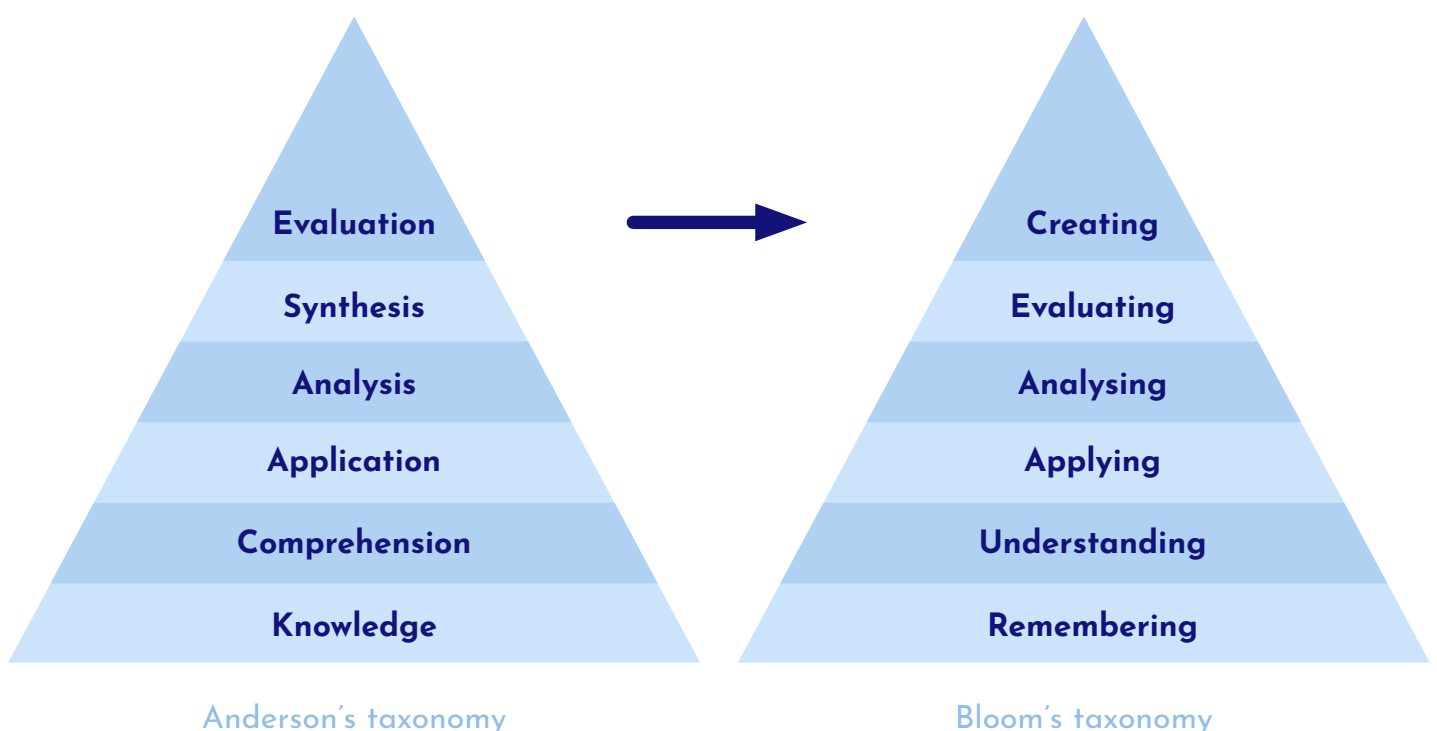 Evaluation
Synthesis
Analysis
Application
Comprehension
Knowledge
Anderson's taxonomy
Creating
Evaluating
Analysing
Applying
Understanding
Remembering
Bloom's taxonomy